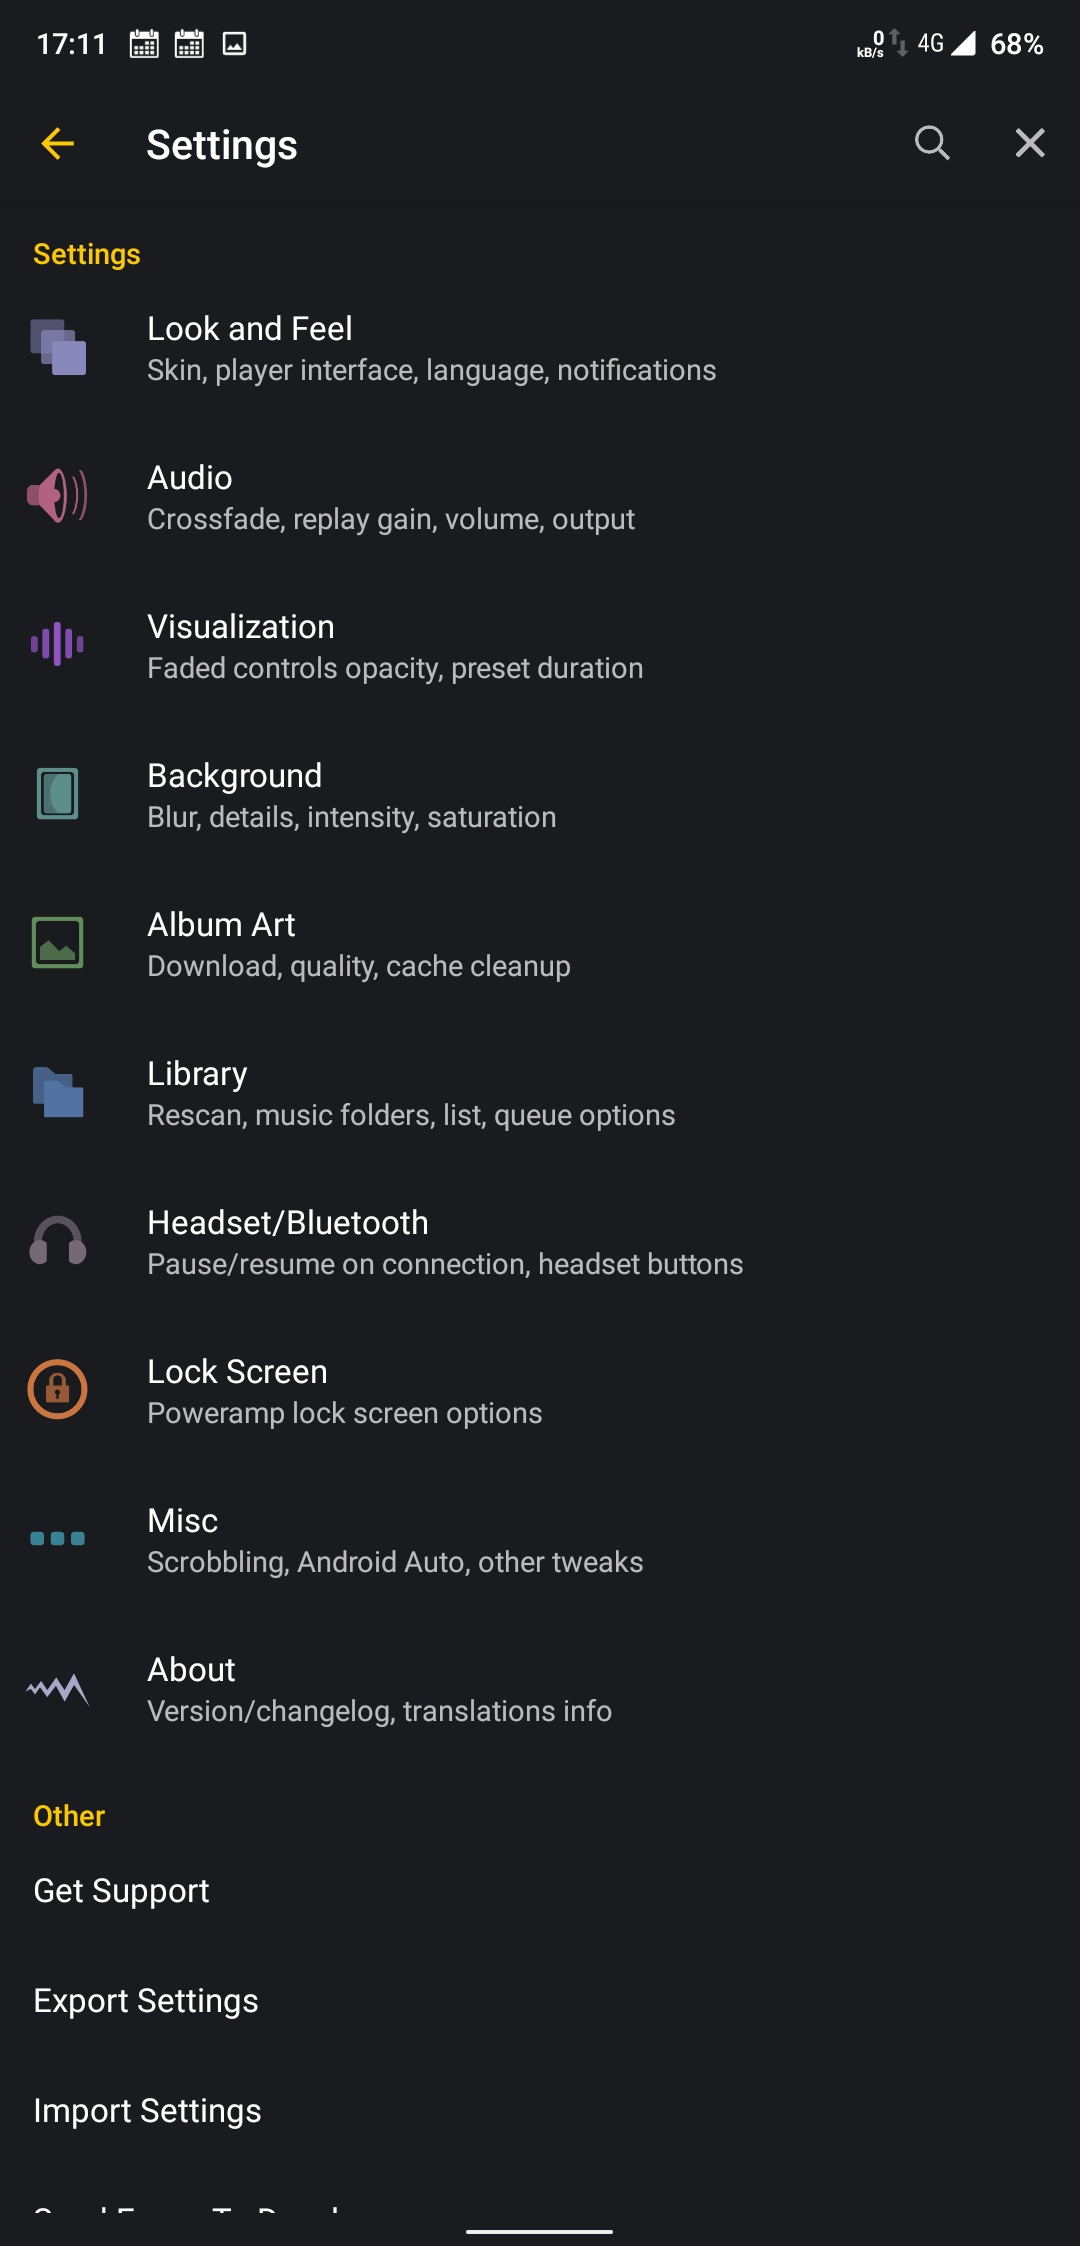 17:11
0 kB/s 4G 68%
Settings
Settings
Look and Feel
Skin, player interface, language, notifications
Audio
Crossfade, replay gain, volume, output
Visualization
Faded controls opacity, preset duration
Background
Blur, details, intensity, saturation
Album Art
Download, quality, cache cleanup
Library
Rescan, music folders, list, queue options
Headset/Bluetooth
Pause/resume on connection, headset buttons
Lock Screen
Poweramp lock screen options
Misc
Scrobbling, Android Auto, other tweaks
About
Version/changelog, translations info
Other
Get Support
Export Settings
Import Settings